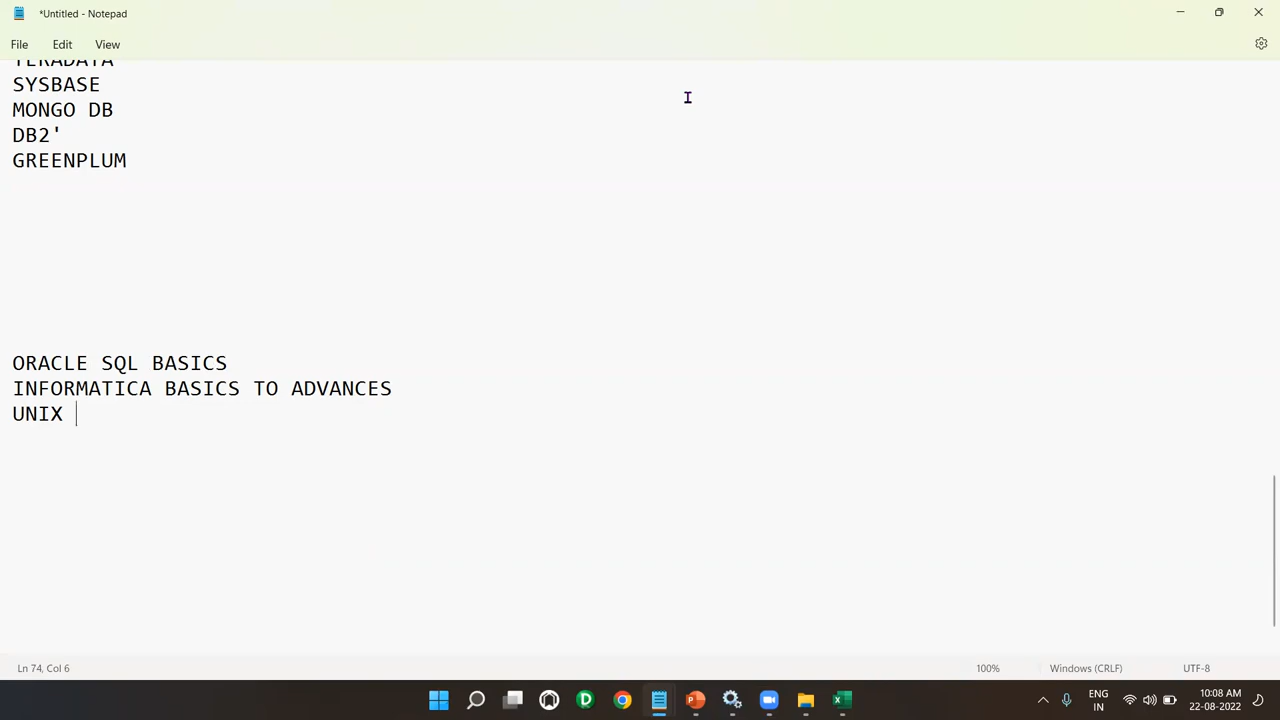 *Untitled - Notepad
File Edit View
TERADATA
SYSBASE
MONGO DB
DB2'
GREENPLUM
ORACLE SQL BASICS
INFORMATICA BASICS TO ADVANCES
UNIX
Ln 74, Col 6 100% Windows (CRLF) UTF-8
ENG 10:08 AM
IN 22-08-2022